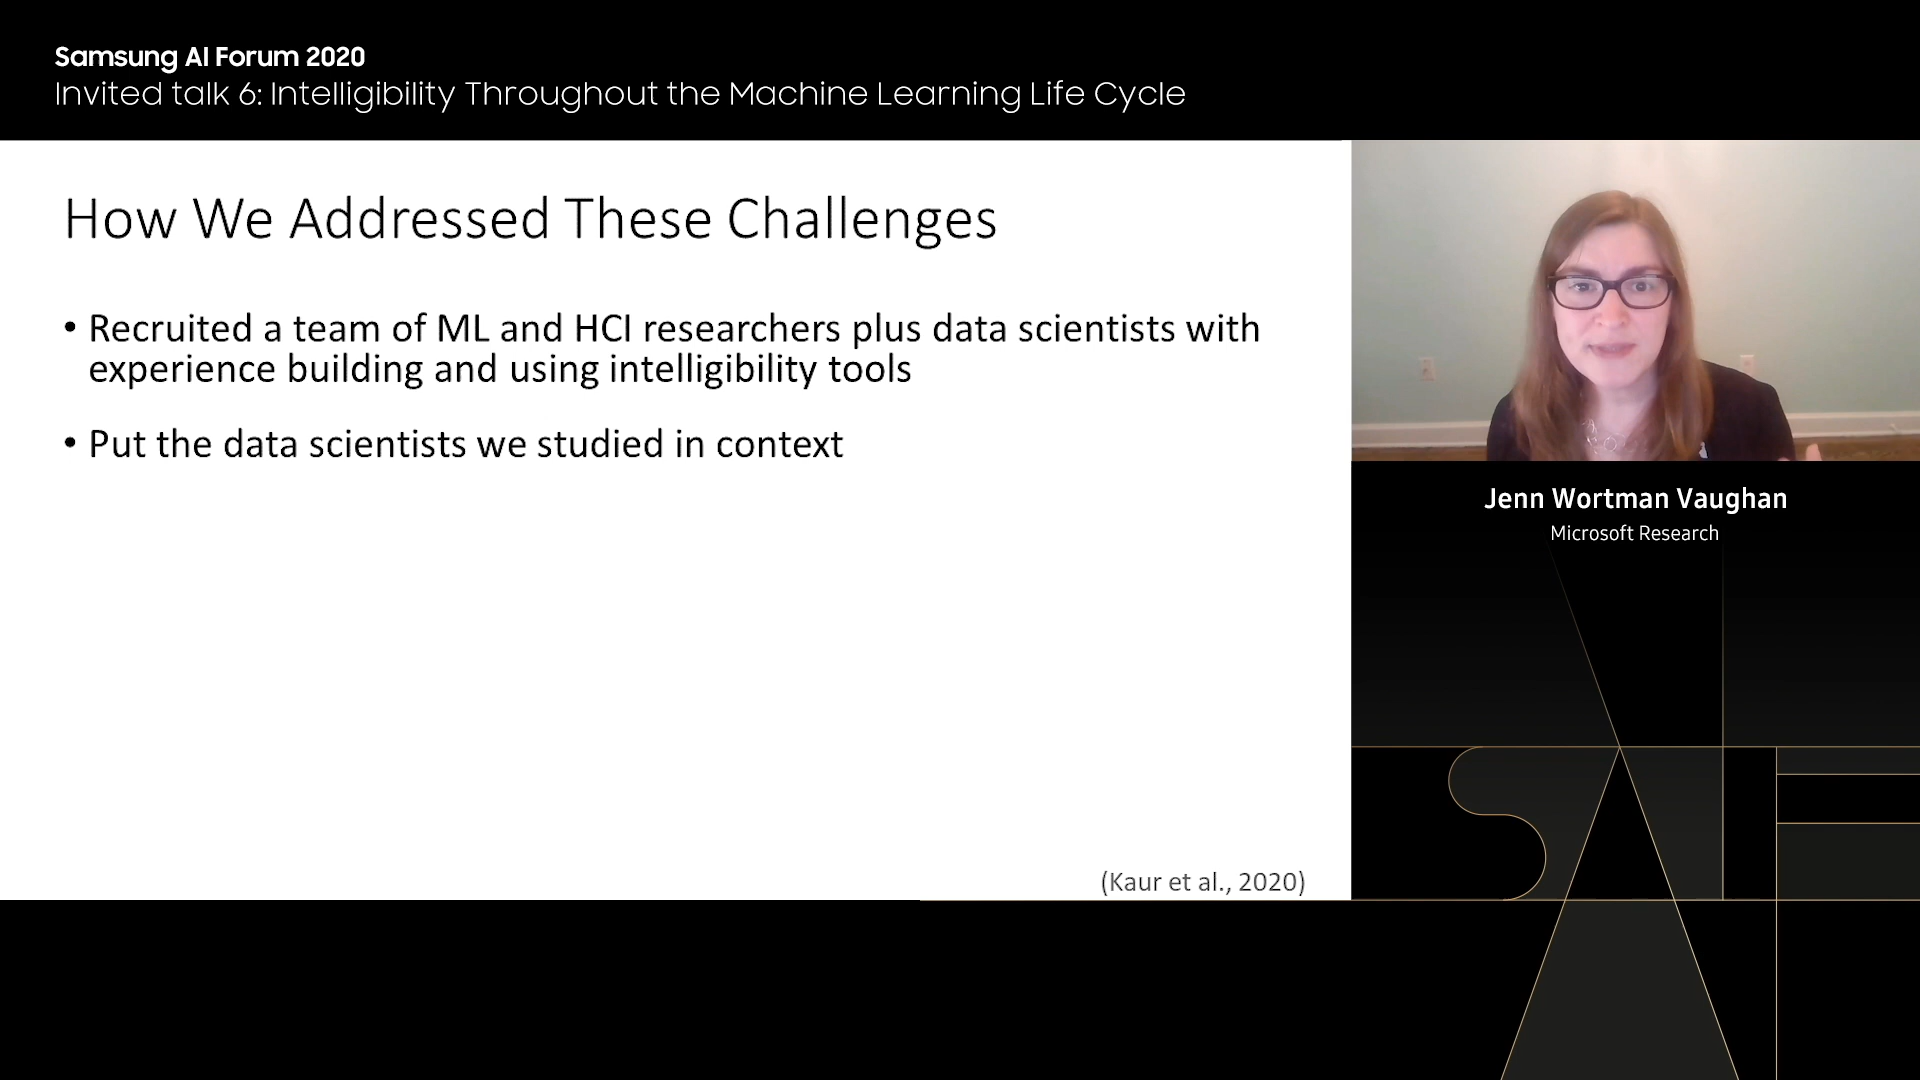 Samsung AI Forum 2020
Invited talk 6: Intelligibility Throughout the Machine Learning Life Cycle
How We Addressed These Challenges
• Recruited a team of ML and HCI researchers plus data scientists with
experience building and using intelligibility tools
• Put the data scientists we studied in context
(Kaur et al., 2020)
Jenn Wortman Vaughan
Microsoft Research